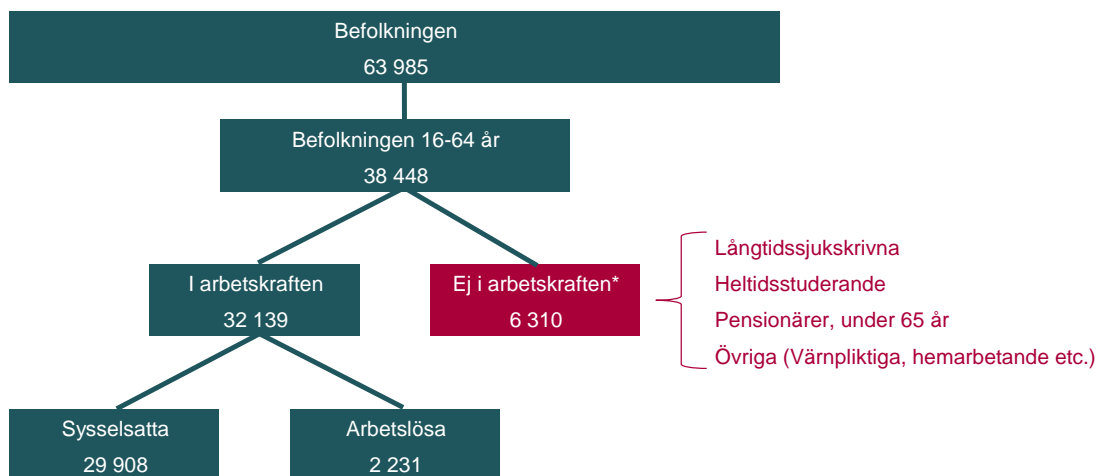 Befolkningen
63 985
Befolkningen 16-64 år
38 448
I arbetskraften
32 139
Ej i arbetskraften*
6 310
Långtidssjukskrivna
Heltidsstuderande
Pensionärer, under 65 år
Övriga (Värnpliktiga, hemarbetande etc.)
Sysselsatta
29 908
Arbetslösa
2 231